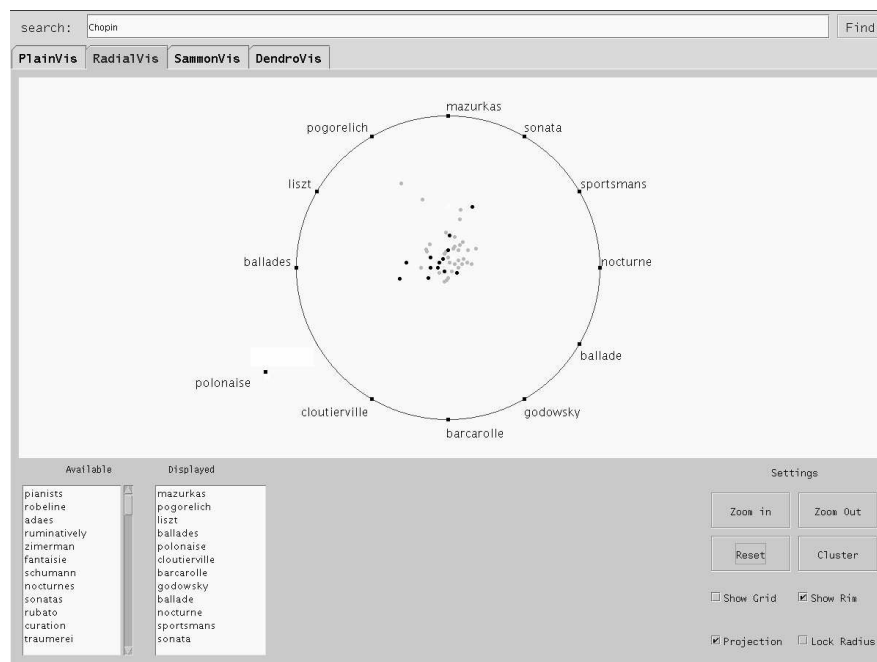 search: Chopin Find
PlainVis RadialVis SammonVis DendroVis
mazurkas
pogorelich sonata
liszt sportsmans
ballades nocturne
ballade
polonaise
cloutierville godowsky
barcarolle
Available Displayed Settings
pianists mazurkas
robeline pogorelich
adaes liszt
ruminatively ballades
zimerman polonaise
fantaisie cloutierville
schumann barcarolle
nocturnes godowsky
sonatas ballade
rubato nocturne
curation sportsmans
traumerei sonata
Zoom in Zoom Out
Reset Cluster
Show Grid Show Rim
Projection Lock Radius